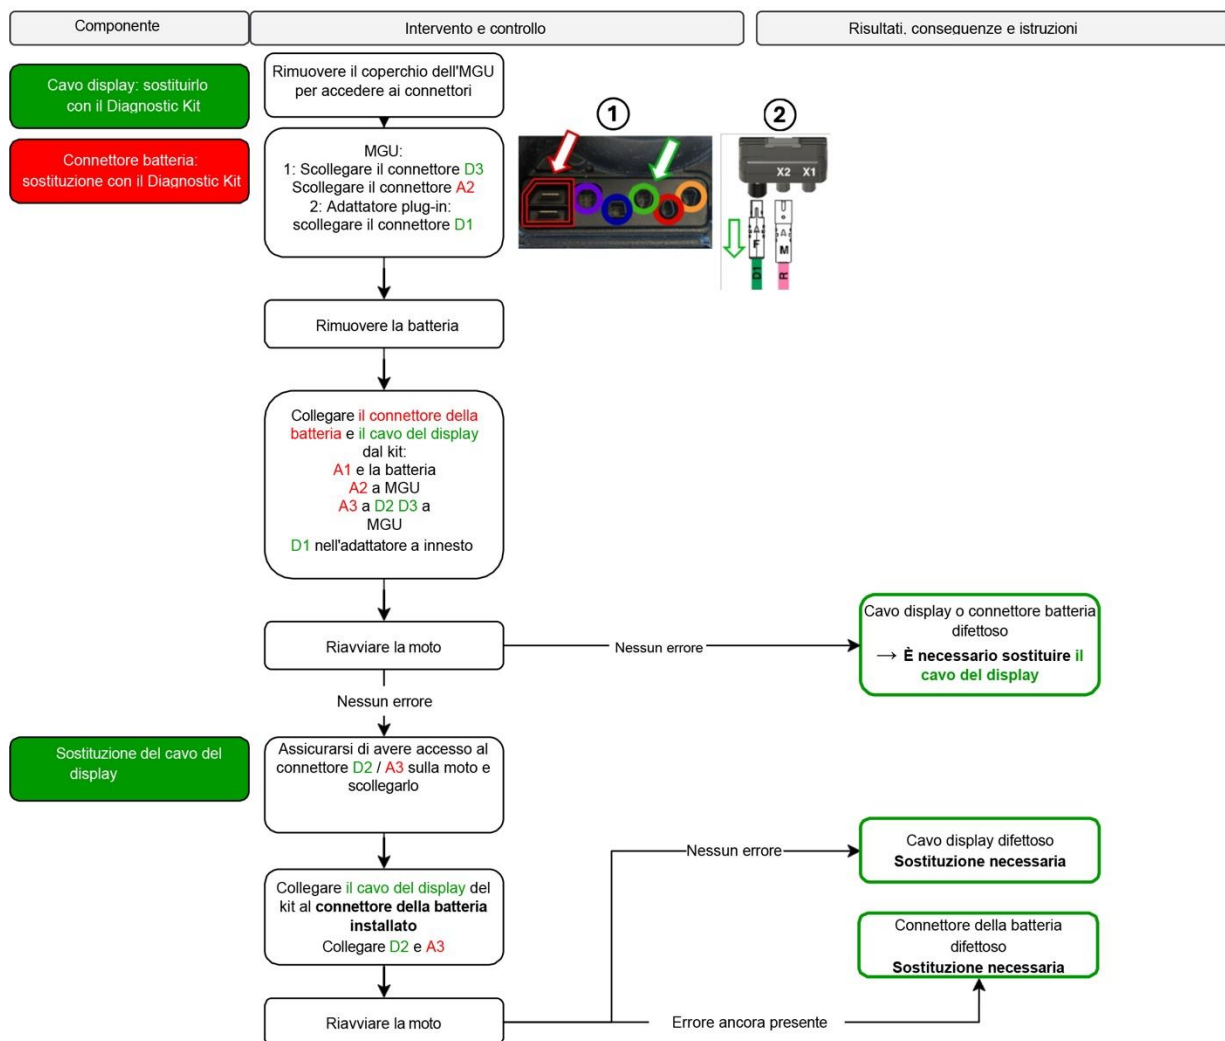 Componente
Intervento e controllo
Risultati, conseguenze e istruzioni
Cavo display: sostituirlo
con il Diagnostic Kit
Rimuovere il coperchio dell'MGU
per accedere ai connettori
Connettore batteria:
sostituzione con il Diagnostic Kit
MGU:
1: Scollegare il connettore D3
Scollegare il connettore A2
2: Adattatore plug-in:
scollegare il connettore D1
1
2
X2 X1
F
M
D1
R
Rimuovere la batteria
Collegare il connettore della
batteria e il cavo del display
dal kit:
A1 e la batteria
A2 a MGU
A3 a D2 D3 a
MGU
D1 nell'adattatore a innesto
Riavviare la moto
Nessun errore
Cavo display o connettore batteria
difettoso
→ È necessario sostituire il
cavo del display
Nessun errore
Sostituzione del cavo del
display
Assicurarsi di avere accesso al
connettore D2 / A3 sulla moto e
scollegarlo
Nessun errore
Cavo display difettoso
Sostituzione necessaria
Collegare il cavo del display del
kit al connettore della batteria
installato
Collegare D2 e A3
Connettore della batteria
difettoso
Sostituzione necessaria
Riavviare la moto
Errore ancora presente